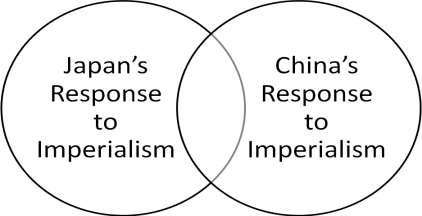 Japan’s
Response
to
Imperialism
China’s
Response
to
Imperialism